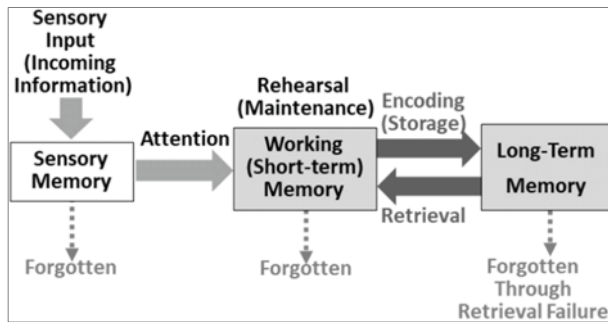 Sensory
Input
(Incoming
Information)
Attention
Rehearsal
(Maintenance)
Encoding
(Storage)
Sensory
Memory
Working
(Short-term)
Memory
Long-Term
Memory
Retrieval
Forgotten
Forgotten
Forgotten
Through
Retrieval Failure